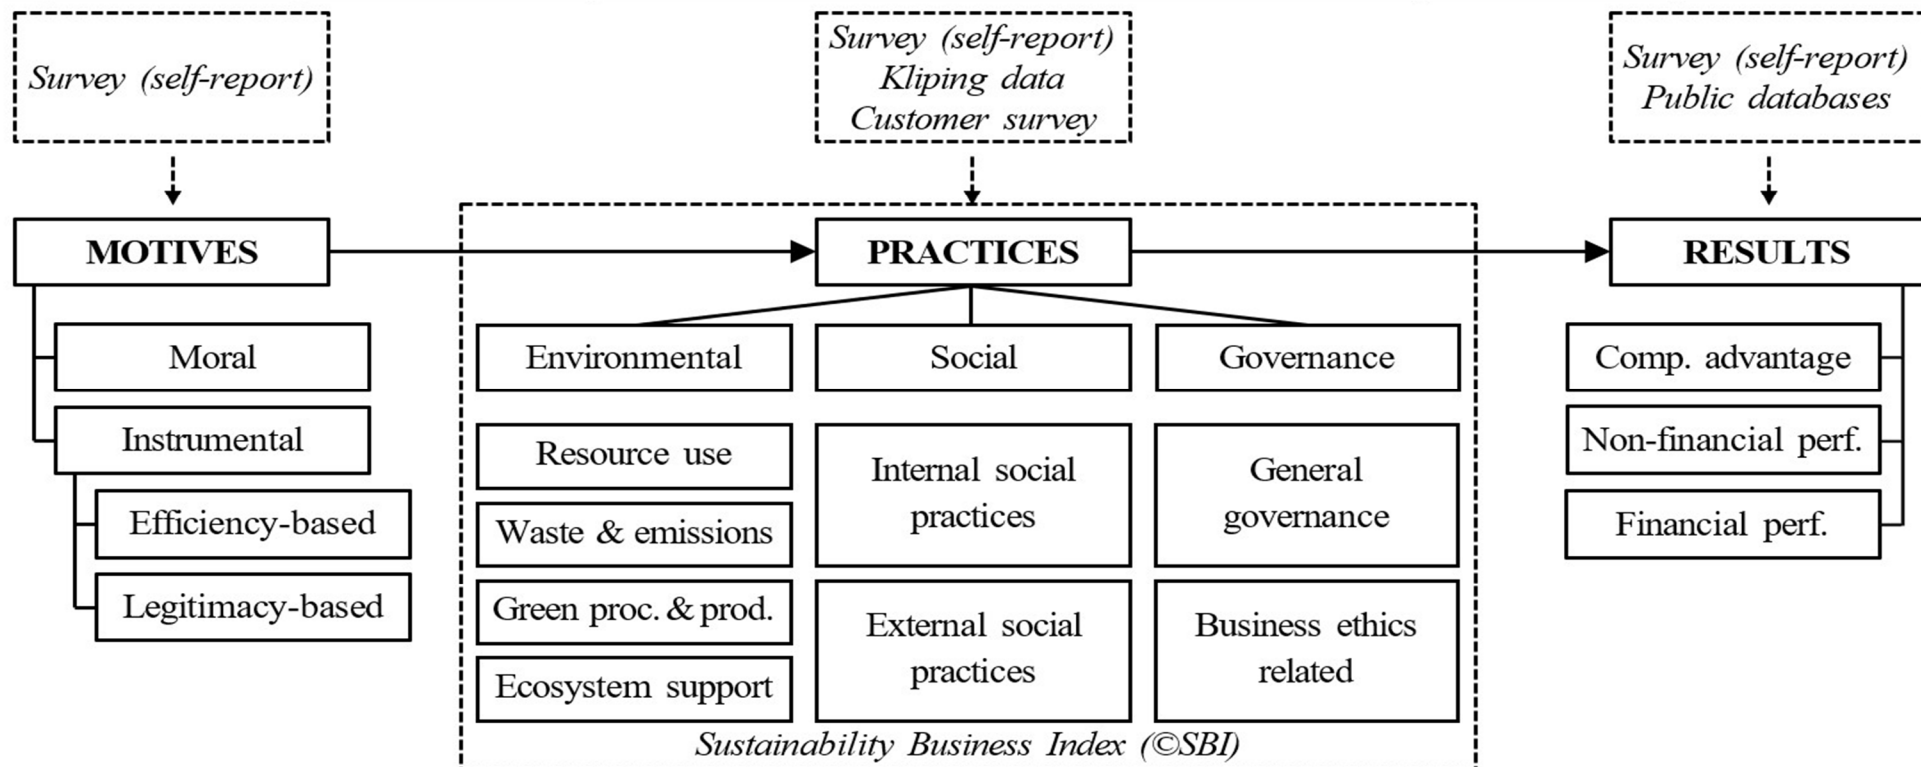 Survey (self-report)
Survey (self-report)
Kliping data
Customer survey
Survey (self-report)
Public databases
MOTIVES
PRACTICES
RESULTS
Moral
Instrumental
Efficiency-based
Legitimacy-based
Environmental
Social
Governance
Resource use
Waste & emissions
Green proc. & prod.
Ecosystem support
Internal social
practices
External social
practices
General
governance
Business ethics
related
Sustainability Business Index (©SBI)
Comp. advantage
Non-financial perf.
Financial perf.